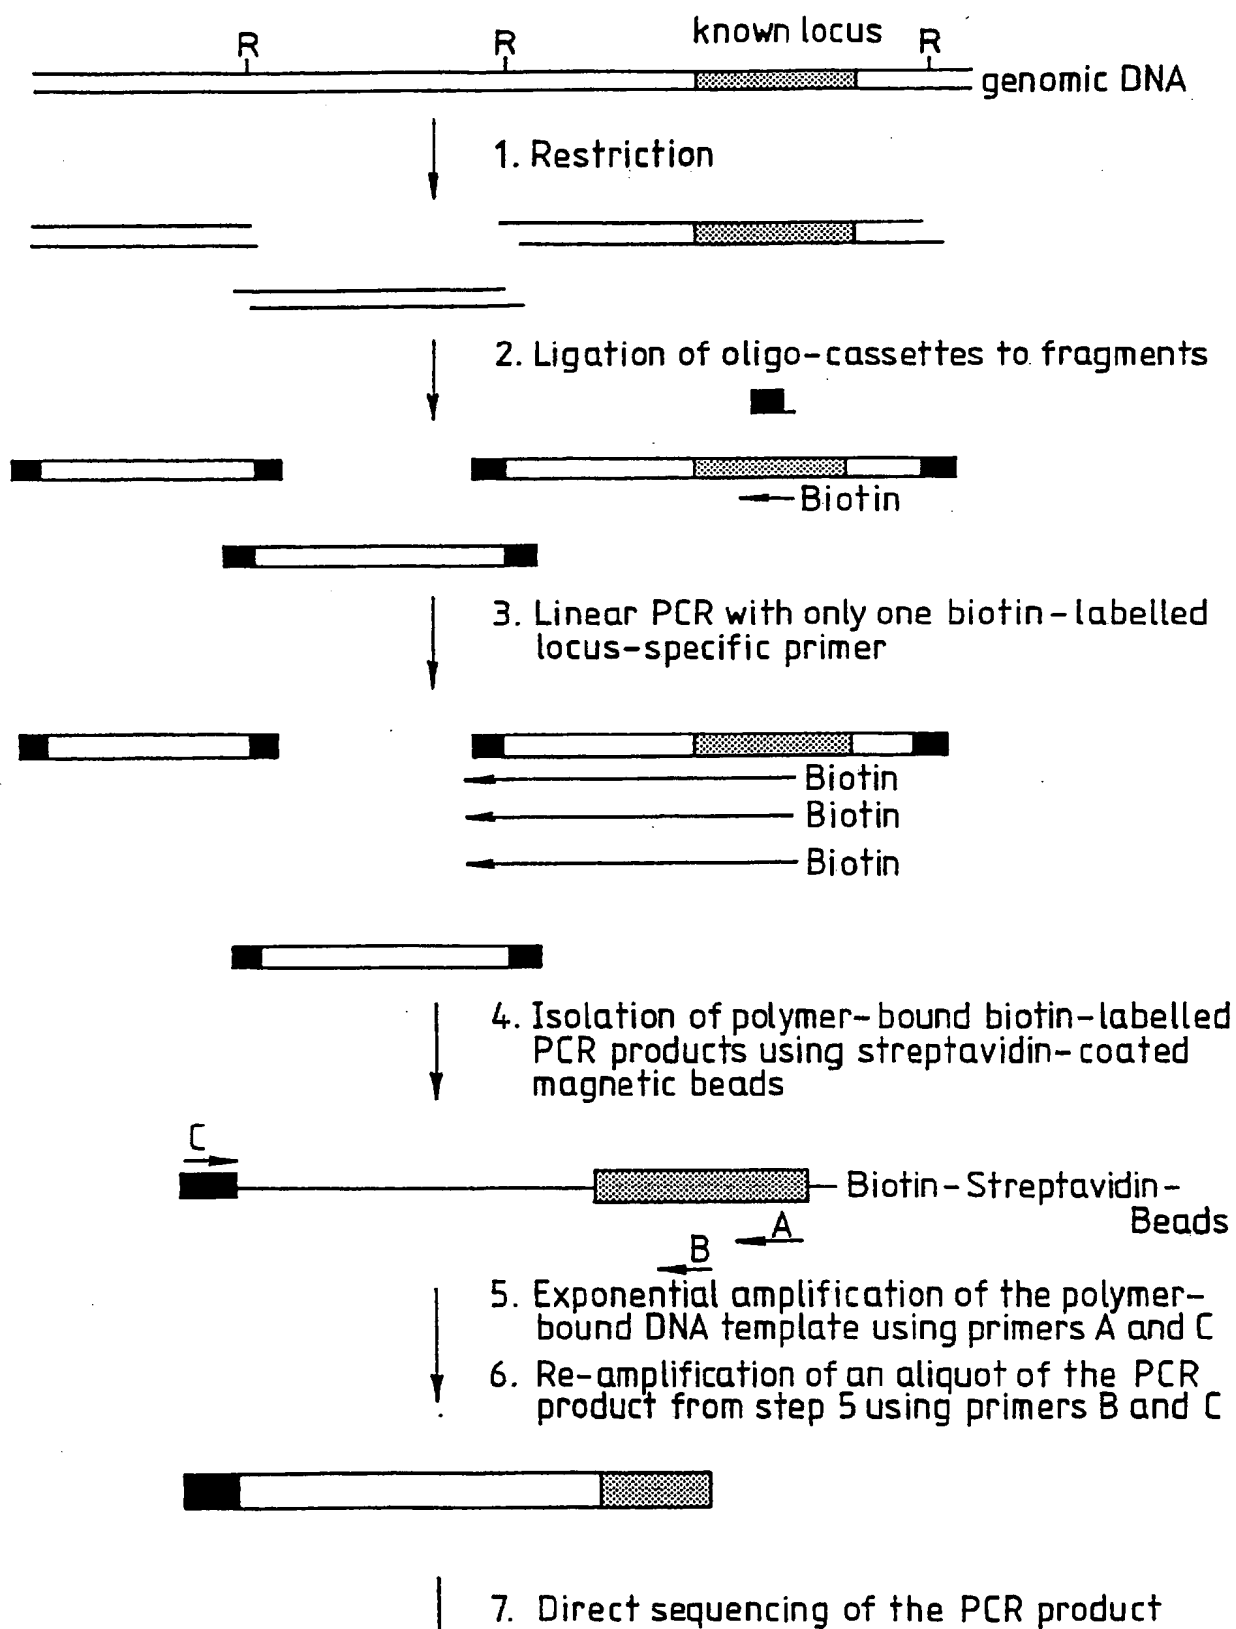 known locus
R
R
R
genomic DNA
1. Restriction
2. Ligation of oligo-cassettes to fragments
Biotin
3. Linear PCR with only one biotin-labelled
locus-specific primer
Biotin
Biotin
Biotin
4. Isolation of polymer-bound biotin-labelled
PCR products using streptavidin-coated
magnetic beads
C
Biotin-Streptavidin-
Beads
A
B
5. Exponential amplification of the polymer-
bound DNA template using primers A and C
6. Re-amplification of an aliquot of the PCR
product from step 5 using primers B and C
7. Direct sequencing of the PCR product